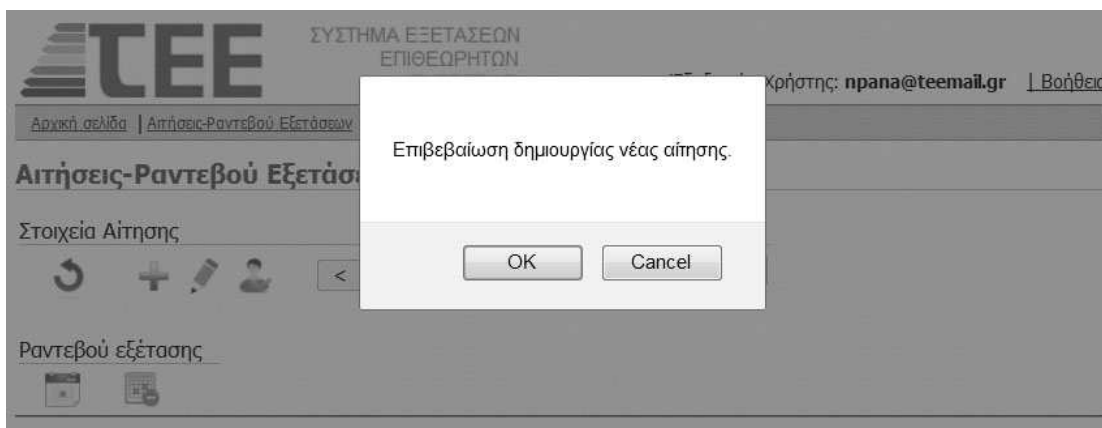 TEE
ΣΥΣΤΗΜΑ ΕΞΕΤΑΣΕΩΝ
ΕΠΙΘΕΩΡΗΤΩΝ
Χρήστης: npana@teemail.gr | Βοήθεια
Αρχική σελίδα | Αιτήσεις-Ραντεβού Εξετάσεων
Επιβεβαίωση δημιουργίας νέας αίτησης.
Αιτήσεις-Ραντεβού Εξετάσε
Στοιχεία Αίτησης
<
OK Cancel
Ραντεβού εξέτασης